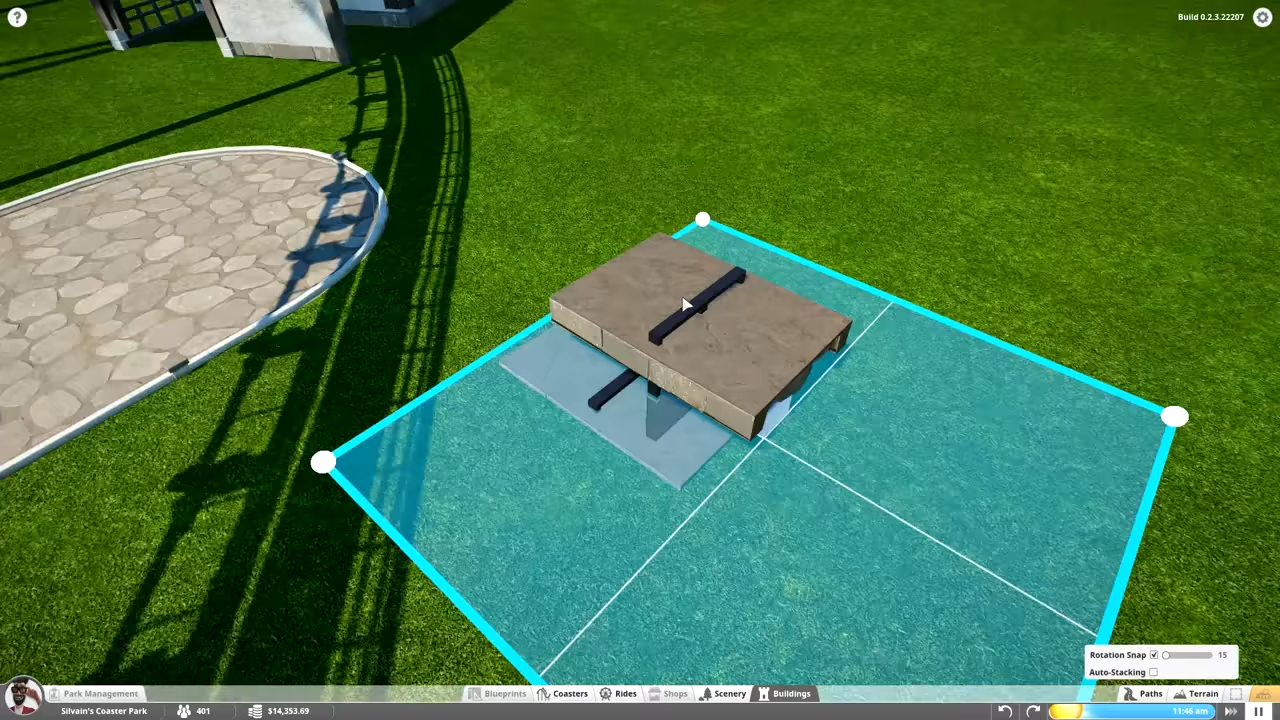 ?
Build 0.2.3.22207
Rotation Snap 15
Auto-Stacking
Park Management Blueprints Coasters Rides Shops Scenery Buildings Paths Terrain
Silvain's Coaster Park 401 $14,353.69 11:46 am